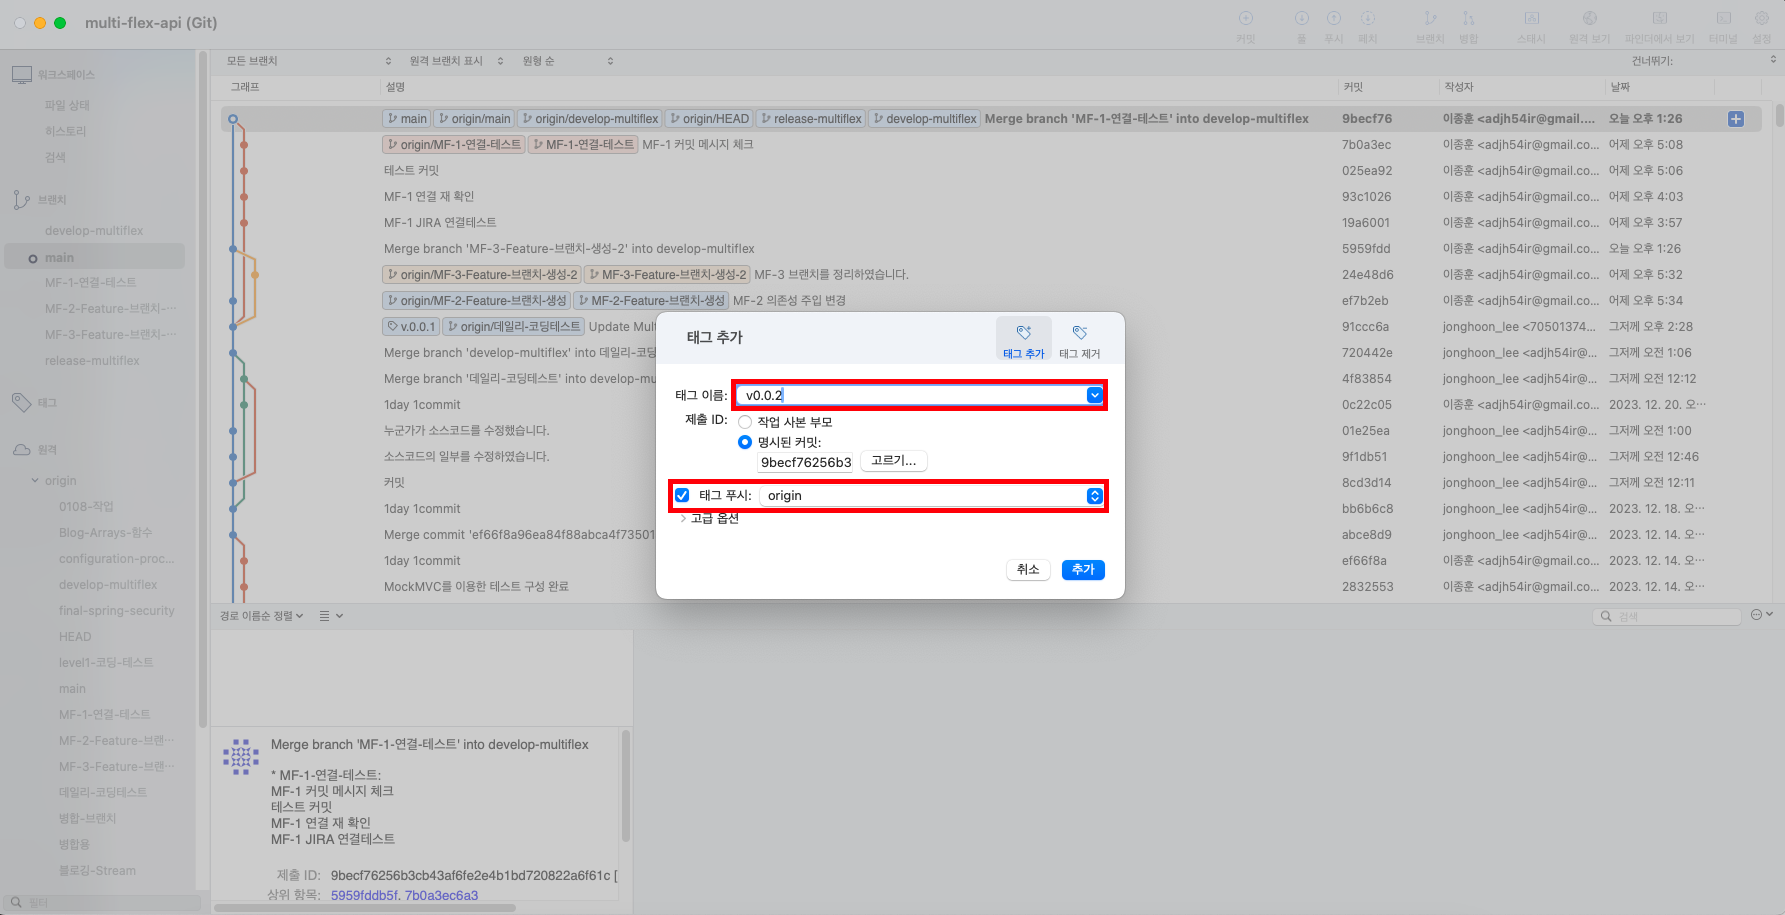 multi-flex-api (Git)
커밋 풀 푸시 패치 브랜치 병합 스태시 원격 보기 파인더에서 보기 터미널 설정
워크스페이스
파일 상태
히스토리
검색
브랜치
develop-multiflex
main
MF-1-연결-테스트
MF-2-Feature-브랜치-…
MF-3-Feature-브랜치-…
release-multiflex
태그
원격
origin
0108-작업
Blog-Arrays-함수
configuration-proc…
develop-multiflex
final-spring-security
HEAD
level1-코딩-테스트
main
MF-1-연결-테스트
MF-2-Feature-브랜…
MF-3-Feature-브랜…
데일리-코딩테스트
병합-브랜치
병합용
블로깅-Stream
필터
모든 브랜치 원격 브랜치 표시 원형 순 건너뛰기:
그래프 설명 커밋 작성자 날짜
main origin/main origin/develop-multiflex origin/HEAD release-multiflex develop-multiflex Merge branch 'MF-1-연결-테스트' into develop-multiflex 9becf76 이종훈 <adjh54ir@gmail.… 오늘 오후 1:26
origin/MF-1-연결-테스트 MF-1-연결-테스트 MF-1 커밋 메시지 체크 7b0a3ec 이종훈 <adjh54ir@gmail.co… 어제 오후 5:08
테스트 커밋 025ea92 이종훈 <adjh54ir@gmail.co… 어제 오후 5:06
MF-1 연결 재 확인 93c1026 이종훈 <adjh54ir@gmail.co… 어제 오후 4:03
MF-1 JIRA 연결테스트 19a6001 이종훈 <adjh54ir@gmail.co… 어제 오후 3:57
Merge branch 'MF-3-Feature-브랜치-생성-2' into develop-multiflex 5959fdd 이종훈 <adjh54ir@gmail.co… 오늘 오후 1:26
origin/MF-3-Feature-브랜치-생성-2 MF-3-Feature-브랜치-생성-2 MF-3 브랜치를 정리하였습니다. 24e48d6 이종훈 <adjh54ir@gmail.co… 어제 오후 5:32
origin/MF-2-Feature-브랜치-생성 MF-2-Feature-브랜치-생성 MF-2 의존성 주입 변경 ef7b2eb 이종훈 <adjh54ir@gmail.co… 어제 오후 5:34
v.0.0.1 origin/데일리-코딩테스트 Update Mul 91ccc6a jonghoon_lee <70501374… 그저께 오후 2:28
Merge branch 'develop-multiflex' into 데일리-코딩 720442e jonghoon_lee <adjh54ir@… 그저께 오전 1:06
Merge branch '데일리-코딩테스트' into develop-mu 4f83854 jonghoon_lee <adjh54ir@… 그저께 오전 12:12
1day 1commit 0c22c05 이종훈 <adjh54ir@gmail.co… 2023. 12. 20. 오…
누군가가 소스코드를 수정했습니다. 01e25ea jonghoon_lee <adjh54ir@… 그저께 오전 1:00
소스코드의 일부를 수정하였습니다. 9f1db51 jonghoon_lee <adjh54ir@… 그저께 오전 12:46
커밋 8cd3d14 jonghoon_lee <adjh54ir@… 그저께 오전 12:11
1day 1commit bb6b6c8 이종훈 <adjh54ir@gmail.co… 2023. 12. 18. 오…
Merge commit 'ef66f8a96ea84f88abca4f73501 abce8d9 jonghoon_lee <adjh54ir@… 2023. 12. 14. 오…
1day 1commit ef66f8a 이종훈 <adjh54ir@gmail.co… 2023. 12. 14. 오…
MockMVC를 이용한 테스트 구성 완료 2832553 이종훈 <adjh54ir@gmail.co… 2023. 12. 14. 오…
태그 추가
태그 추가 태그 제거
태그 이름: v0.0.2
제출 ID: 작업 사본 부모
명시된 커밋:
9becf76256b3 고르기...
태그 푸시: origin
고급 옵션
취소 추가
경로 이름순 정렬 검색
Merge branch 'MF-1-연결-테스트' into develop-multiflex
* MF-1-연결-테스트:
MF-1 커밋 메시지 체크
테스트 커밋
MF-1 연결 재 확인
MF-1 JIRA 연결테스트
제출 ID: 9becf76256b3cb43af6fe2e4b1bd720822a6f61c [
상위 항목: 5959fddb5f, 7b0a3ec6a3